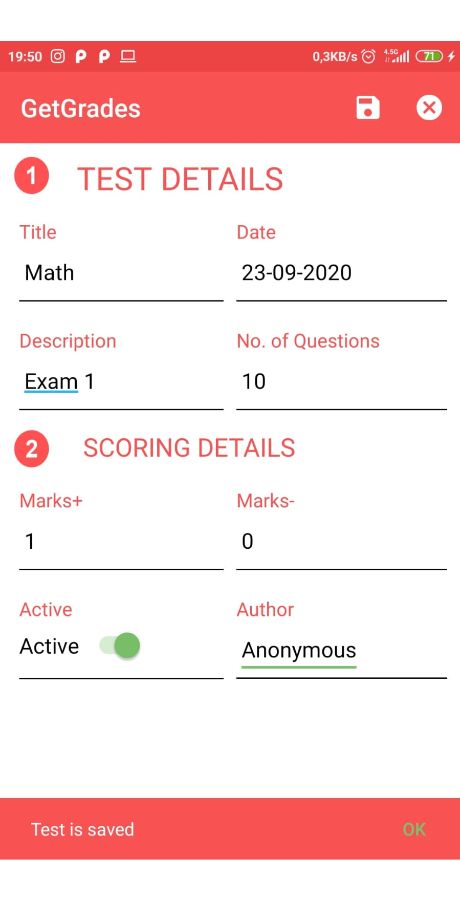 19:50 0,3KB/s 4.5G 71
GetGrades
1 TEST DETAILS
Title Date
Math 23-09-2020
Description No. of Questions
Exam 1 10
2 SCORING DETAILS
Marks+ Marks-
1 0
Active Author
Active Anonymous
Test is saved OK